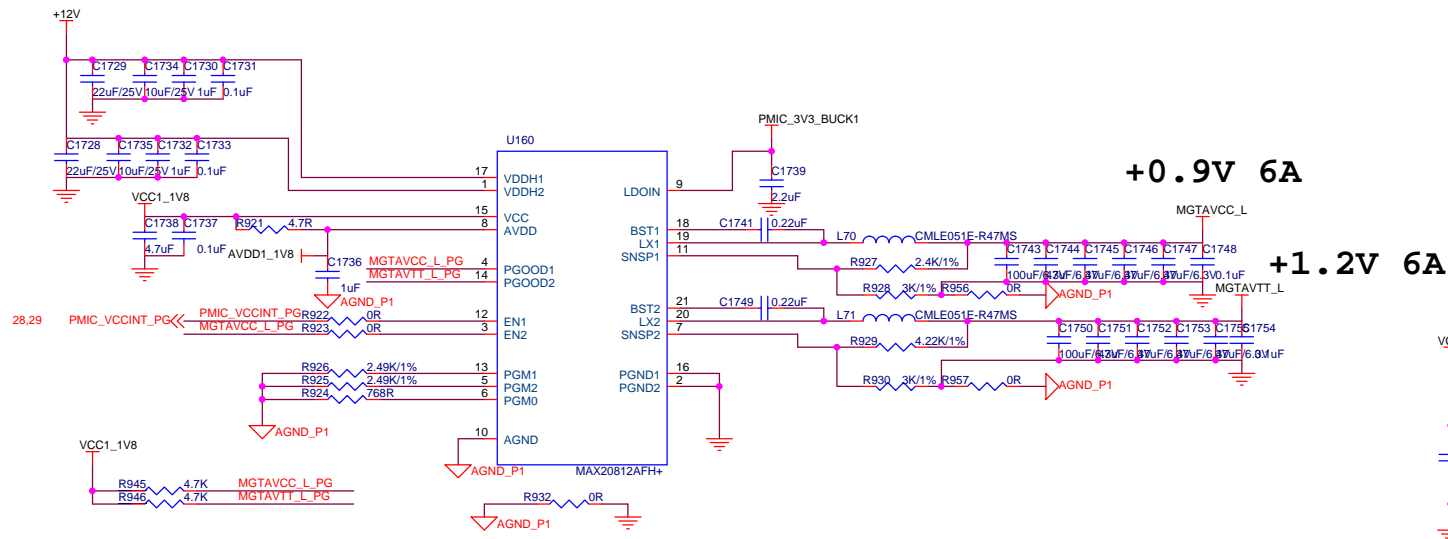 +12V
C1729 C1734 C1730 C1731
22uF/25V 10uF/25V 1uF 0.1uF
C1728 C1735 C1732 C1733
22uF/25V 10uF/25V 1uF 0.1uF
VCC1_1V8
C1738 C1737 R921 4.7R
4.7uF 0.1uF AVDD1_1V8
C1736
1uF
AGND_P1
MGTAVCC_L_PG
MGTAVTT_L_PG
28,29 PMIC_VCCINT_PG PMIC_VCCINT_PG
R922 0R
MGTAVCC_L_PG
R923 0R
R926 2.49K/1%
R925 2.49K/1%
R924 768R
AGND_P1
AGND_P1
VCC1_1V8
R945 4.7K MGTAVCC_L_PG
R946 4.7K MGTAVTT_L_PG
U160
17 VDDH1
1 VDDH2
15 VCC
8 AVDD
4 PGOOD1
14 PGOOD2
12 EN1
3 EN2
13 PGM1
5 PGM2
6 PGM0
10 AGND
LDOIN 9
BST1 18
LX1 19
SNSP1 11
BST2 21
LX2 20
SNSP2 7
PGND1 16
PGND2 2
MAX20812AFH+
R932 0R
AGND_P1
PMIC_3V3_BUCK1
C1739
2.2uF
+0.9V 6A
MGTAVCC_L
C1741 0.22uF
L70 CMLE051E-R47MS
R927 2.4K/1%
R928 3K/1% R956 0R
AGND_P1
C1743 C1744 C1745 C1746 C1747 C1748
0.1uF
+1.2V 6A
MGTAVTT_L
C1749 0.22uF
L71 CMLE051E-R47MS
R929 4.22K/1%
R930 3K/1% R957 0R
AGND_P1
C1750 C1751 C1752 C1753 C1755 C1754